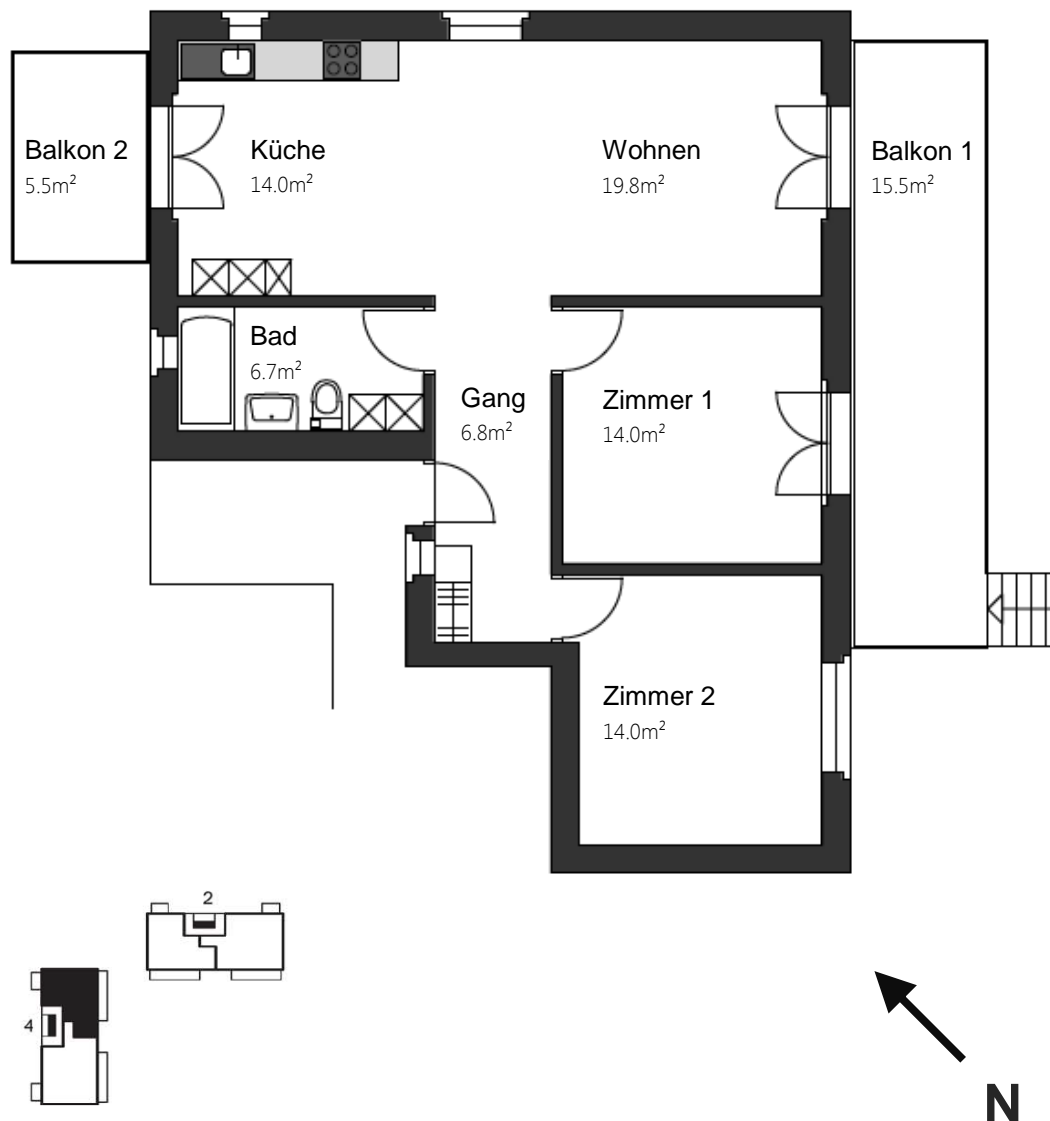 Balkon 2
5.5m²
Küche
14.0m²
Wohnen
19.8m²
Balkon 1
15.5m²
Bad
6.7m²
Gang
6.8m²
Zimmer 1
14.0m²
Zimmer 2
14.0m²
2
4
N